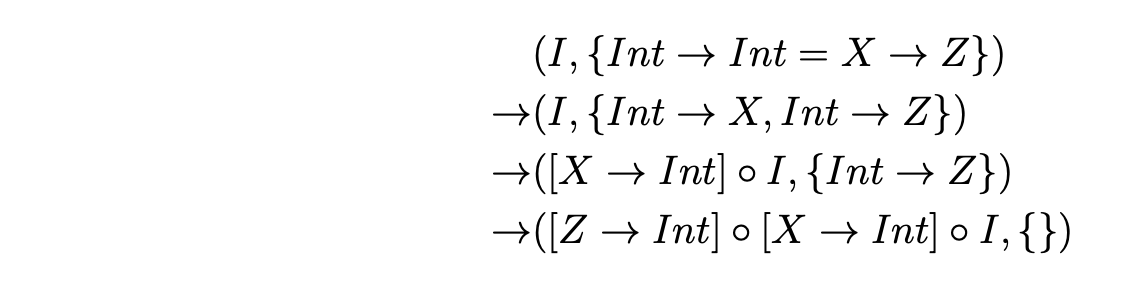 (I, {Int → Int = X → Z})
→(I, {Int → X, Int → Z})
→([X → Int] ∘ I, {Int → Z})
→([Z → Int] ∘ [X → Int] ∘ I, {})